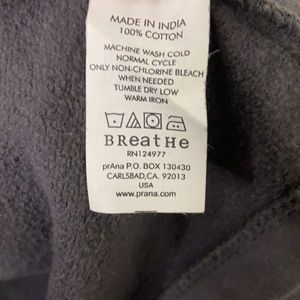 MADE IN INDIA
100% COTTON
MACHINE WASH COLD
NORMAL CYCLE
ONLY NON-CHLORINE BLEACH
WHEN NEEDED
TUMBLE DRY LOW
WARM IRON
BReatHe
RN124977
prAna P.O. BOX 130430
CARLSBAD,CA. 92013
USA
www.prana.com